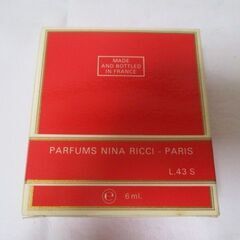 MADE
AND BOTTLED
IN FRANCE
PARFUMS NINA RICCI - PARIS
L.43 S
e 6 ml.